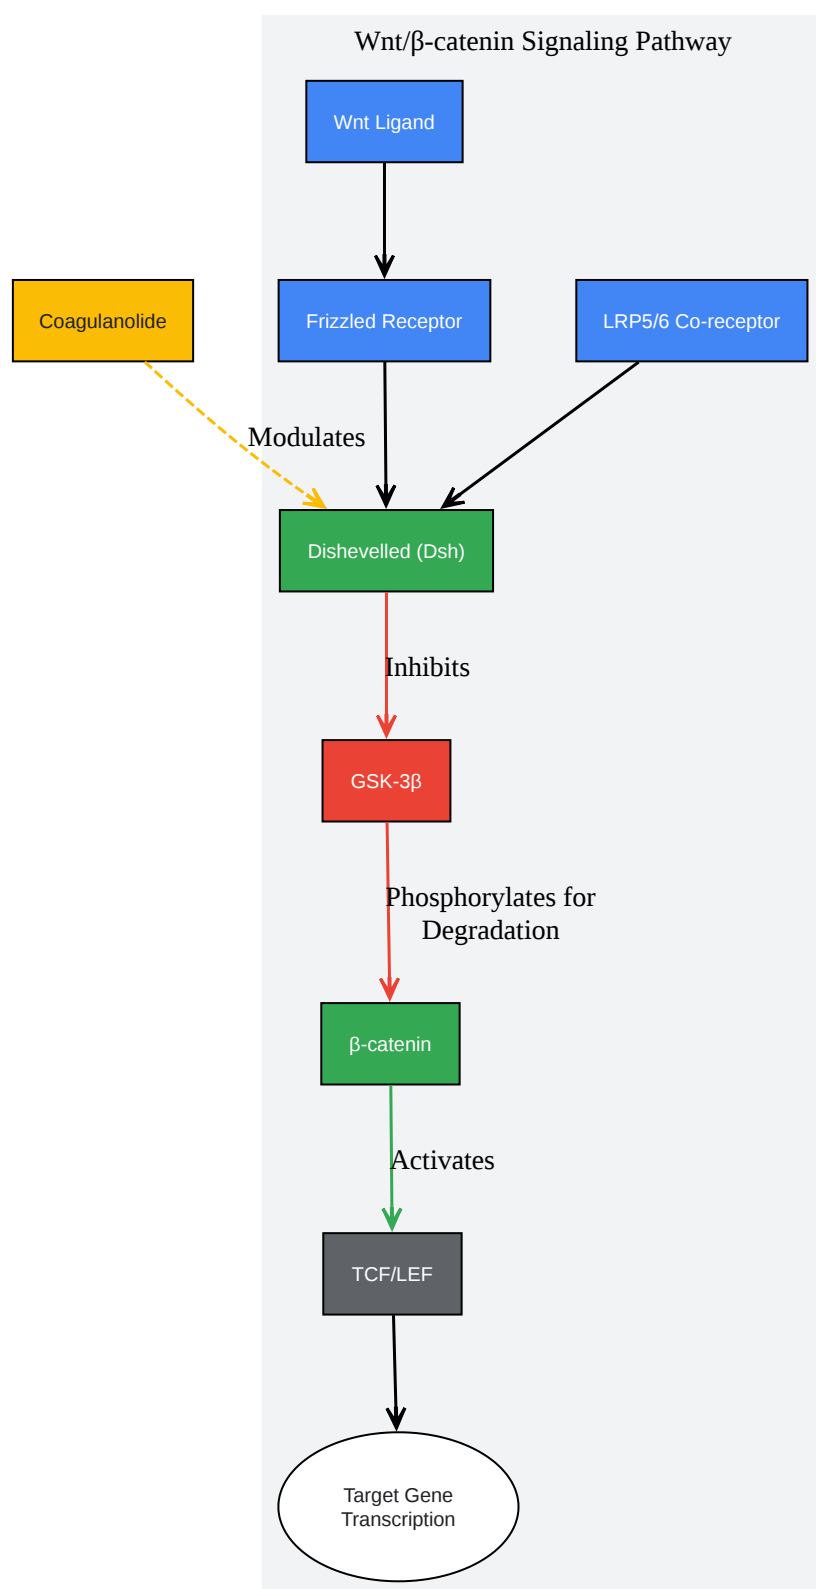 Wnt/β-catenin Signaling Pathway
Wnt Ligand
Coagulanolide
Frizzled Receptor
LRP5/6 Co-receptor
Modulates
Dishevelled (Dsh)
Inhibits
GSK-3β
Phosphorylates for
Degradation
β-catenin
Activates
TCF/LEF
Target Gene
Transcription